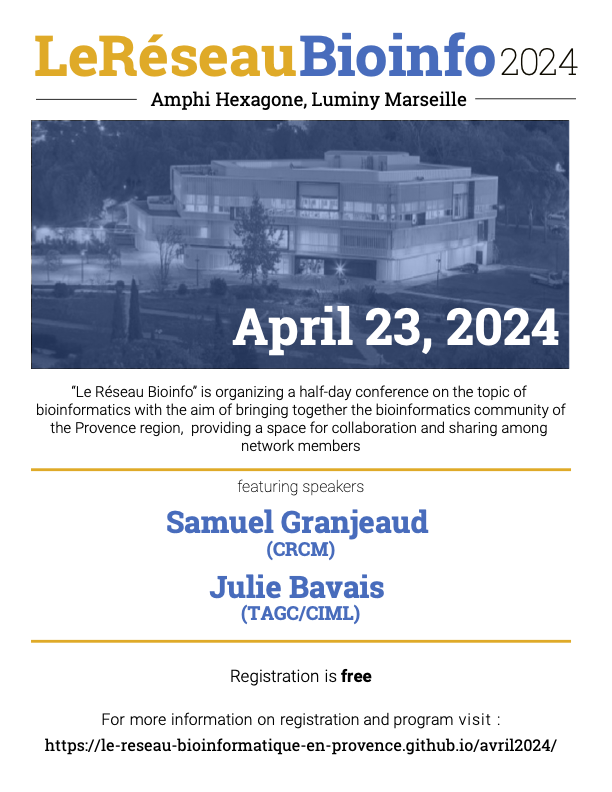 LeRéseauBioinfo2024
Amphi Hexagone, Luminy Marseille
April 23, 2024
“Le Réseau Bioinfo” is organizing a half-day conference on the topic of
bioinformatics with the aim of bringing together the bioinformatics community of
the Provence region, providing a space for collaboration and sharing among
network members
featuring speakers
Samuel Granjeaud
(CRCM)
Julie Bavais
(TAGC/CIML)
Registration is free
For more information on registration and program visit :
https://le-reseau-bioinformatique-en-provence.github.io/avril2024/